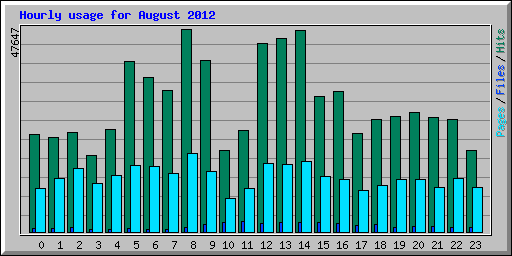 Hourly usage for August 2012
47647
Pages/Files/Hits
0 1 2 3 4 5 6 7 8 9 10 11 12 13 14 15 16 17 18 19 20 21 22 23